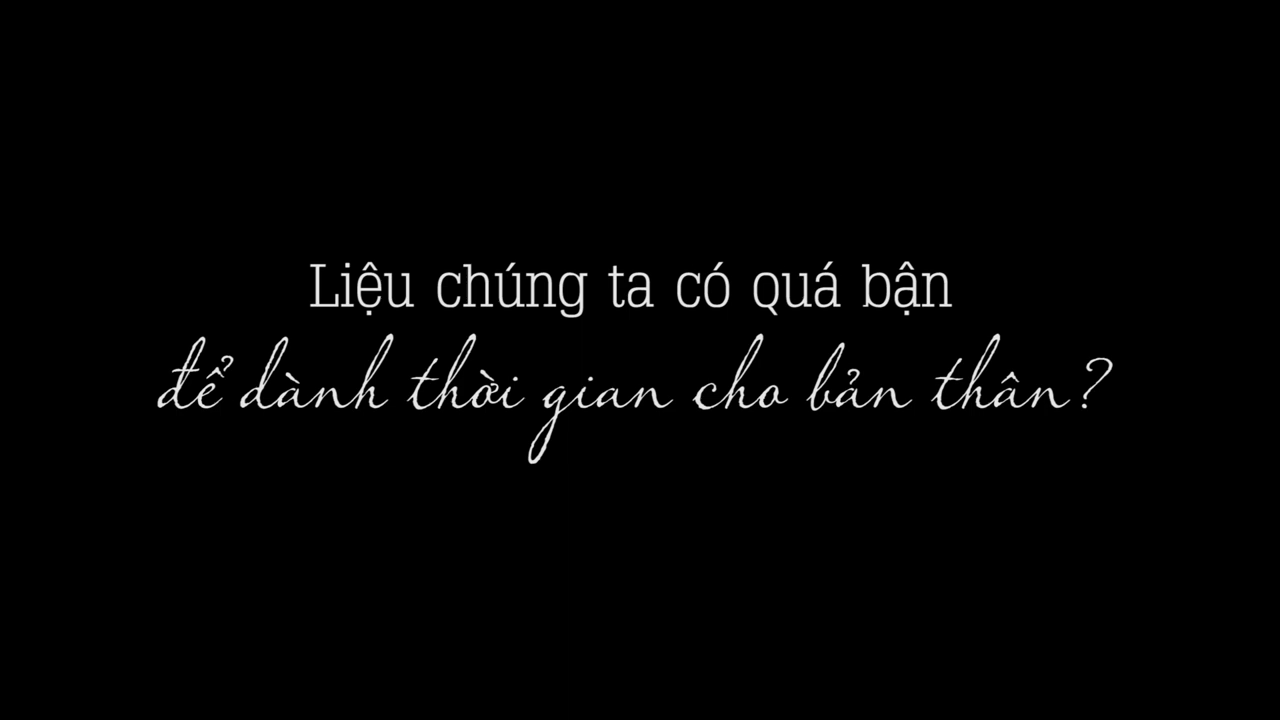 Liệu chúng ta có quá bận
để dành thời gian cho bản thân?